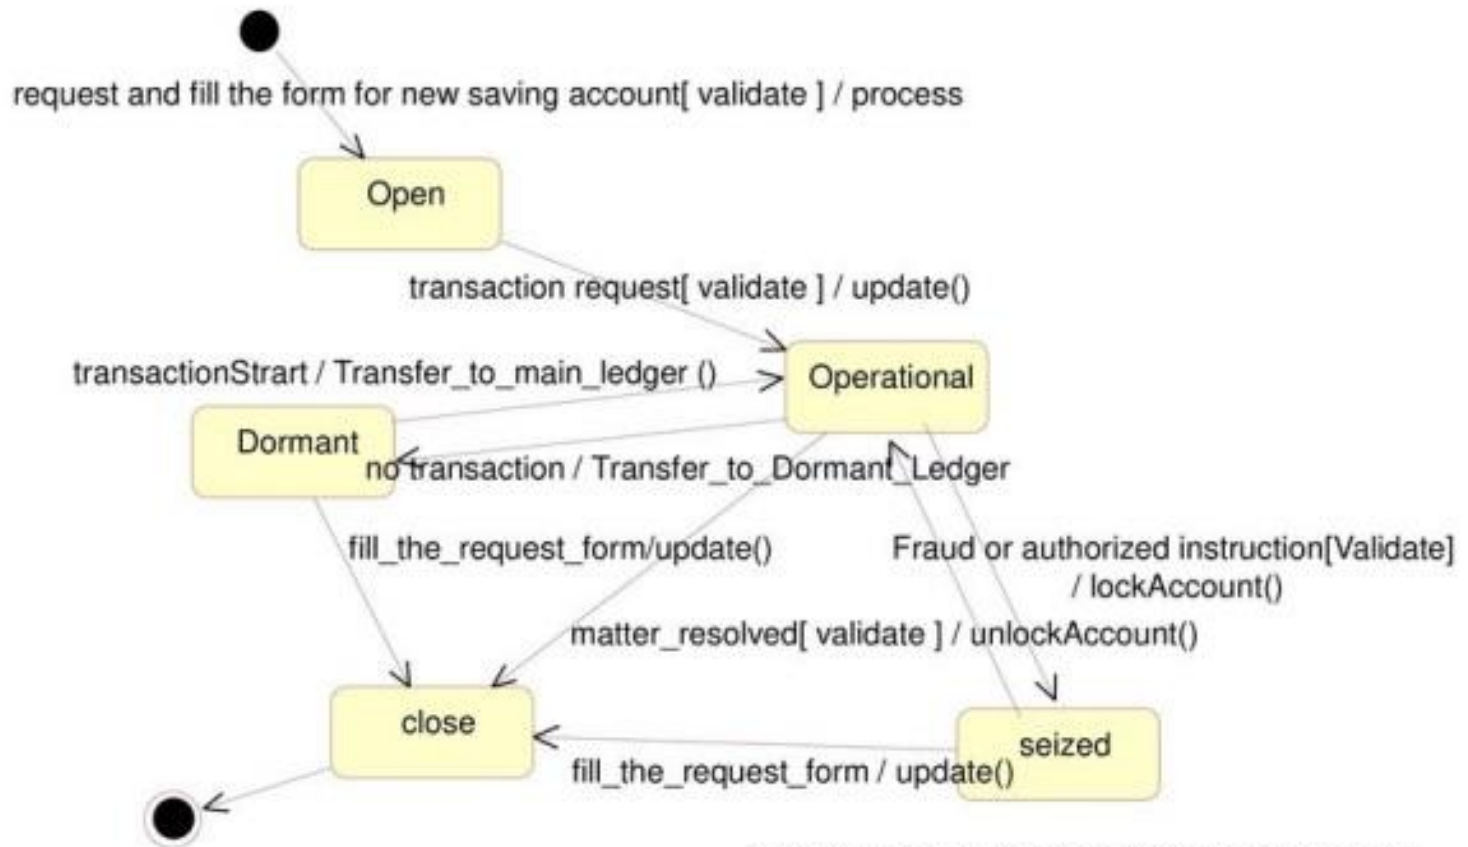 request and fill the form for new saving account[ validate ] / process
Open
transaction request[ validate ] / update()
transactionStrart / Transfer_to_main_ledger ()
Operational
Dormant
no transaction / Transfer_to_Dormant_Ledger
fill_the_request_form/update()
Fraud or authorized instruction[Validate]
/ lockAccount()
matter_resolved[ validate ] / unlockAccount()
close
seized
fill_the_request_form / update()